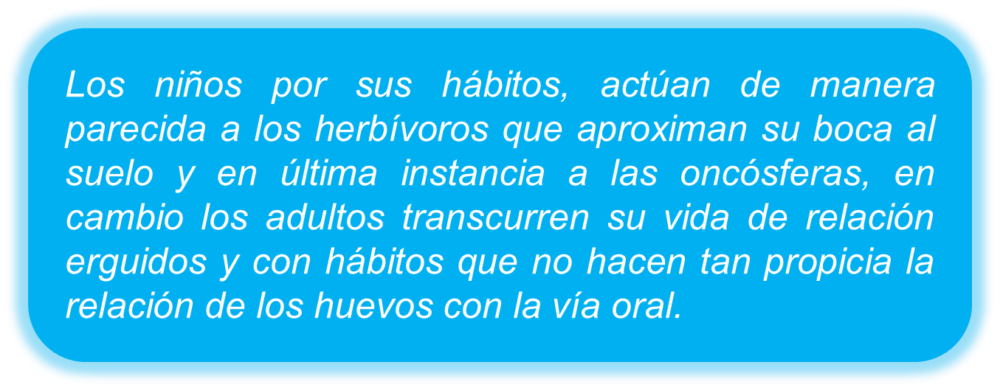 Los niños por sus hábitos, actúan de manera
parecida a los herbívoros que aproximan su boca al
suelo y en última instancia a las oncósferas, en
cambio los adultos transcurren su vida de relación
erguidos y con hábitos que no hacen tan propicia la
relación de los huevos con la vía oral.